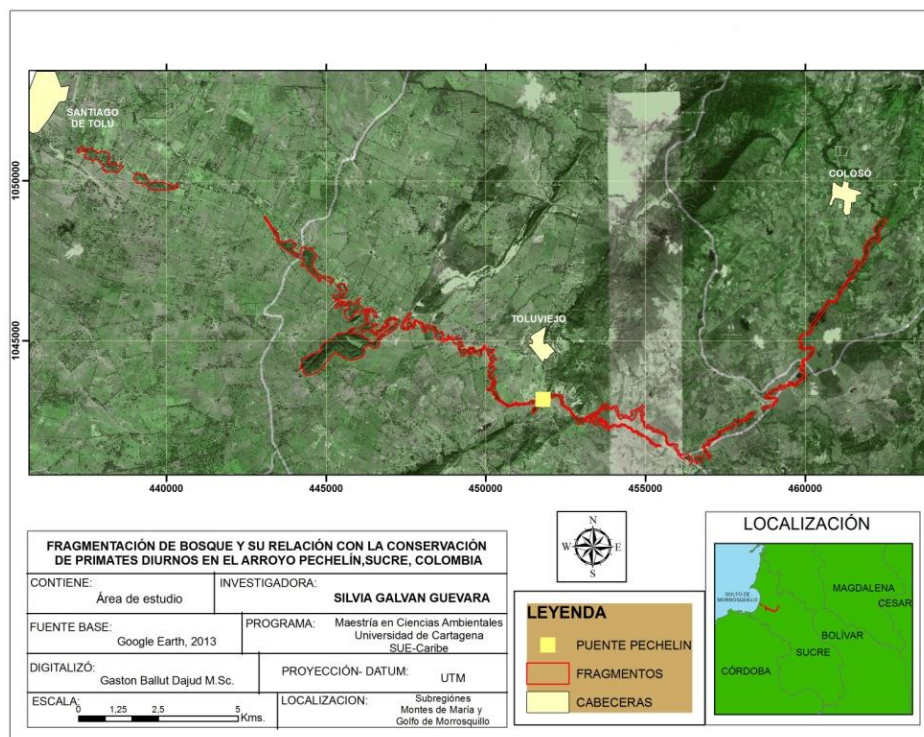 SANTIAGO
DE TOLÚ
COLOSÓ
TOLUVIEJO
1050000
1045000
440000
445000
450000
455000
460000
FRAGMENTACIÓN DE BOSQUE Y SU RELACIÓN CON LA CONSERVACIÓN
DE PRIMATES DIURNOS EN EL ARROYO PECHELÍN,SUCRE, COLOMBIA
CONTIENE:
Área de estudio
INVESTIGADORA:
SILVIA GALVAN GUEVARA
FUENTE BASE:
Google Earth, 2013
PROGRAMA:
Maestría en Ciencias Ambientales
Universidad de Cartagena
SUE-Caribe
DIGITALIZÓ:
Gaston Ballut Dajud M.Sc.
PROYECCIÓN- DATUM:
UTM
ESCALA:
0 1,25 2.5 5
Kms.
LOCALIZACION:
Subregiónes
Montes de María y
Golfo de Morrosquillo
N
W E
S
LEYENDA
PUENTE PECHELIN
FRAGMENTOS
CABECERAS
LOCALIZACIÓN
GOLFO DE
MORROSQUILLO
MAGDALENA
CESAR
BOLÍVAR
SUCRE
CÓRDOBA